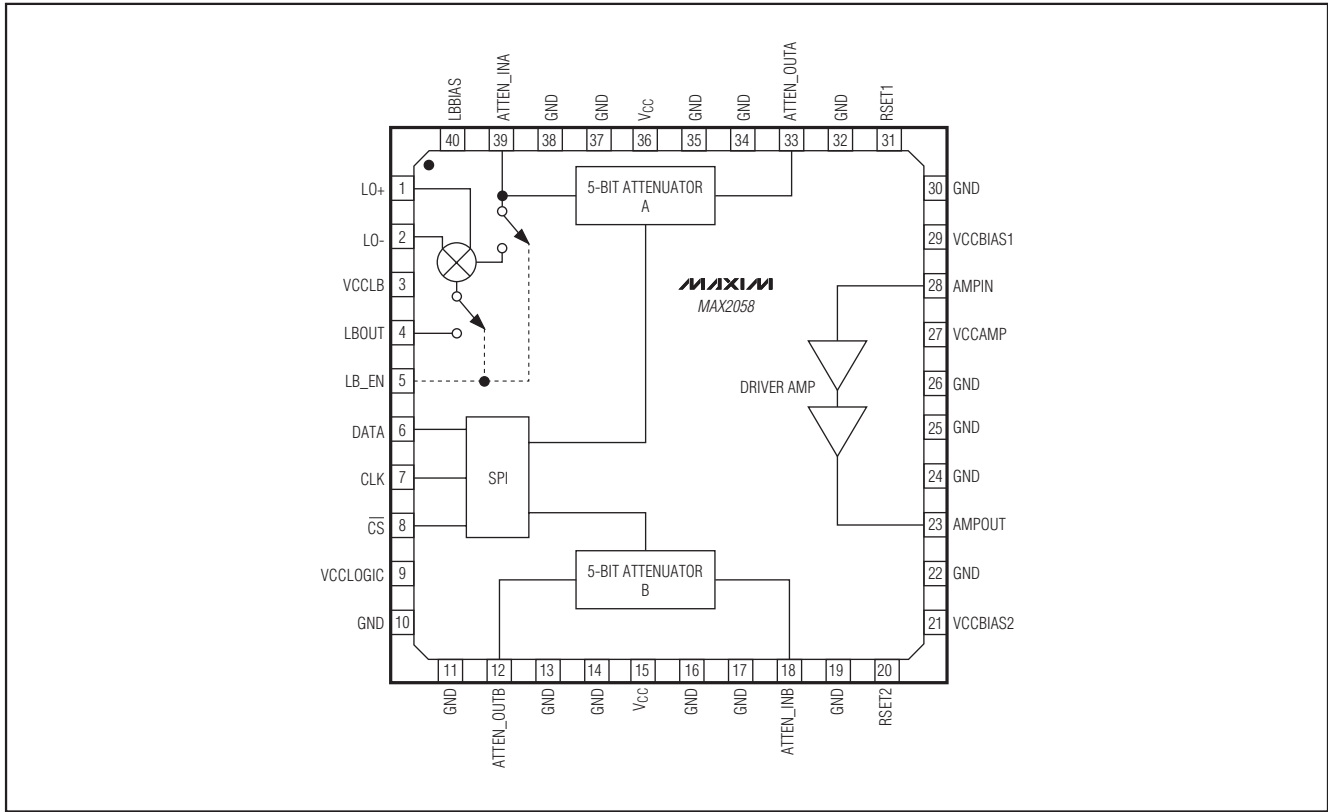 LBBIAS
ATTEN_INA
GND
GND
VCC
GND
GND
ATTEN_OUTA
GND
RSET1
40 39 38 37 36 35 34 33 32 31
LO+ 1
LO- 2
VCCLB 3
LBOUT 4
LB_EN 5
DATA 6
CLK 7
C̅S̅ 8
VCCLOGIC 9
GND 10
5-BIT ATTENUATOR
A
MAXIM
MAX2058
DRIVER AMP
SPI
5-BIT ATTENUATOR
B
30 GND
29 VCCBIAS1
28 AMPIN
27 VCCAMP
26 GND
25 GND
24 GND
23 AMPOUT
22 GND
21 VCCBIAS2
11 12 13 14 15 16 17 18 19 20
GND
ATTEN_OUTB
GND
GND
VCC
GND
GND
ATTEN_INB
GND
RSET2